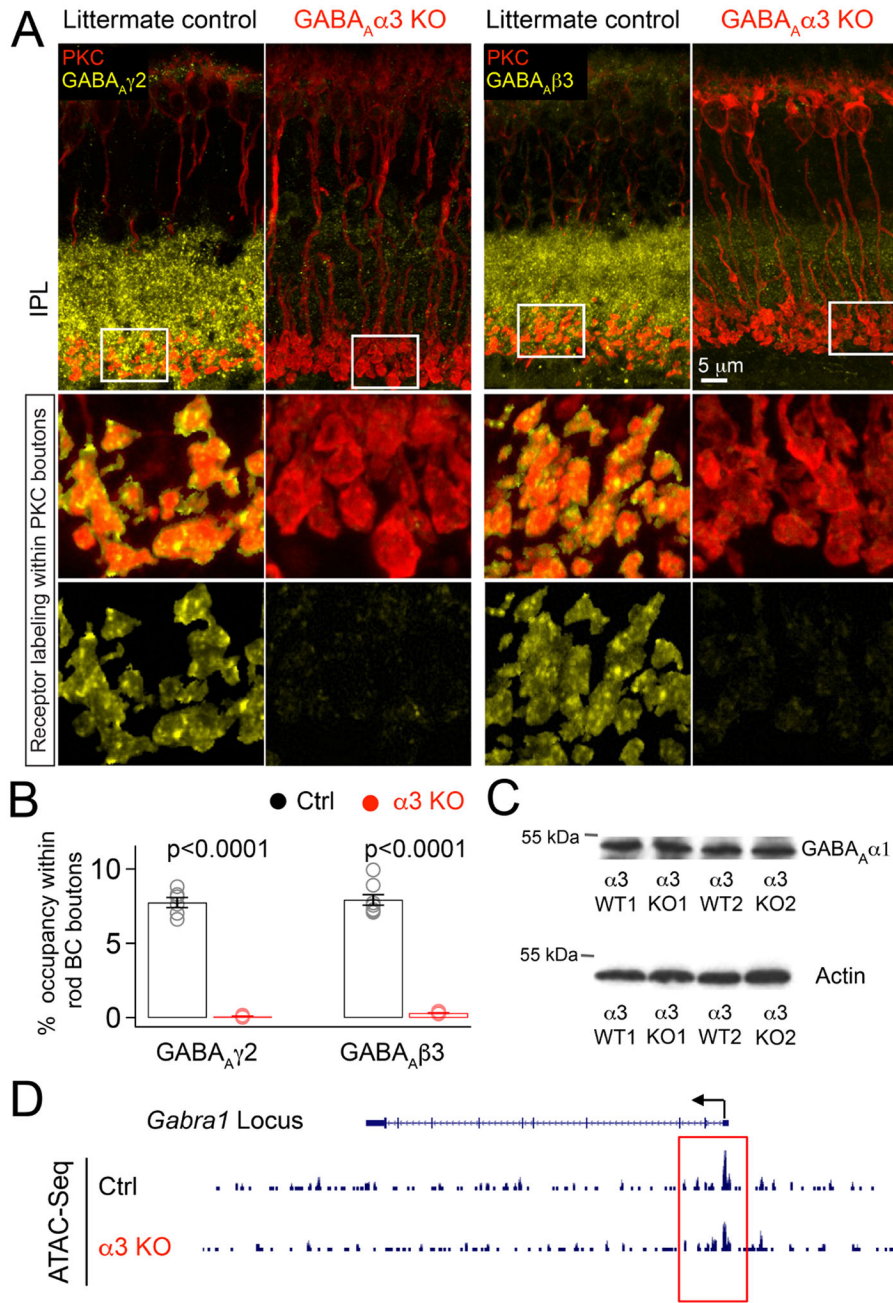 A
Littermate control
GABAAα3 KO
Littermate control
GABAAα3 KO
PKC
GABAAγ2
PKC
GABAAβ3
IPL
5 μm
Receptor labeling within PKC boutons
B
Ctrl
α3 KO
p<0.0001
p<0.0001
% occupancy within
rod BC boutons
10
5
0
GABAAγ2
GABAAβ3
C
55 kDa
GABAAα1
α3 α3 α3 α3
WT1 KO1 WT2 KO2
55 kDa
Actin
α3 α3 α3 α3
WT1 KO1 WT2 KO2
D
Gabra1 Locus
ATAC-Seq
Ctrl
α3 KO